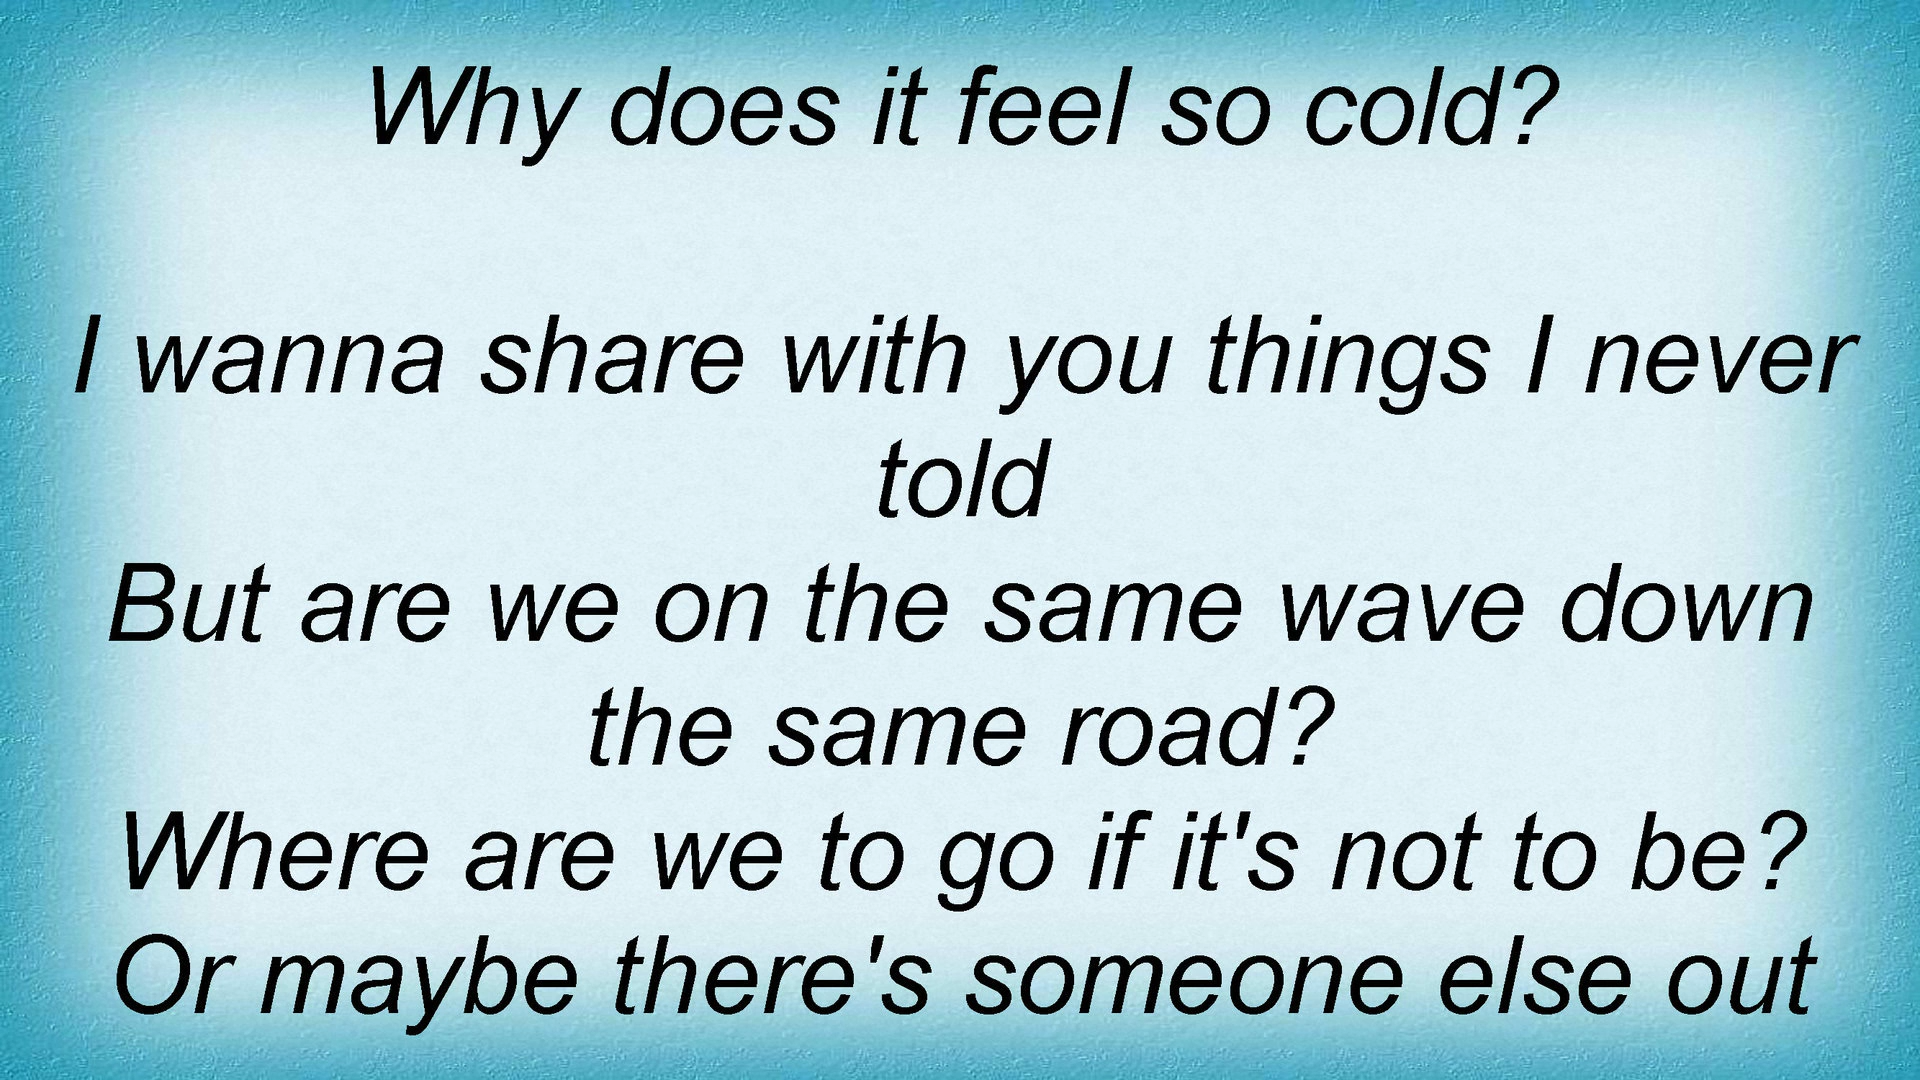 Why does it feel so cold?
I wanna share with you things I never
told
But are we on the same wave down
the same road?
Where are we to go if it's not to be?
Or maybe there's someone else out